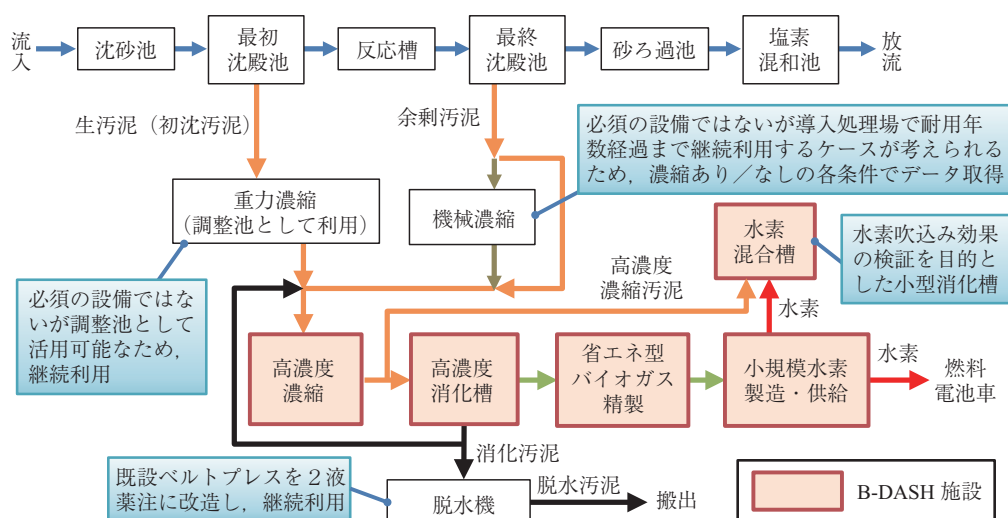 流入
沈砂池
最初
沈殿池
反応槽
最終
沈殿池
砂ろ過池
塩素
混和池
放流
生汚泥（初沈汚泥）
余剰汚泥
必須の設備ではないが導入処理場で耐用年
数経過まで継続利用するケースが考えられる
ため，濃縮あり／なしの各条件でデータ取得
重力濃縮
（調整池として利用）
機械濃縮
水素
混合槽
水素吹込み効果
の検証を目的と
した小型消化槽
高濃度
濃縮汚泥
必須の設備ではな
いが調整池として
活用可能なため，
継続利用
水素
高濃度
濃縮
高濃度
消化槽
省エネ型
バイオガス
精製
小規模水素
製造・供給
水素
燃料
電池車
消化汚泥
既設ベルトプレスを２液
薬注に改造し，継続利用
脱水機
脱水汚泥
搬出
B-DASH 施設